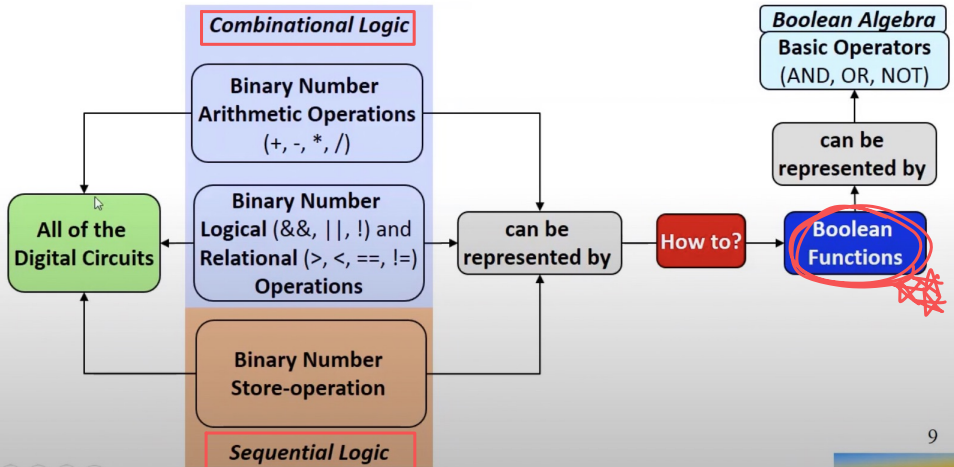 Combinational Logic
Binary Number
Arithmetic Operations
(+, -, *, /)
Binary Number
Logical (&&, ||, !) and
Relational (>, <, ==, !=)
Operations
Binary Number
Store-operation
Sequential Logic
All of the
Digital Circuits
can be
represented by
How to?
Boolean
Functions
can be
represented by
Boolean Algebra
Basic Operators
(AND, OR, NOT)
9